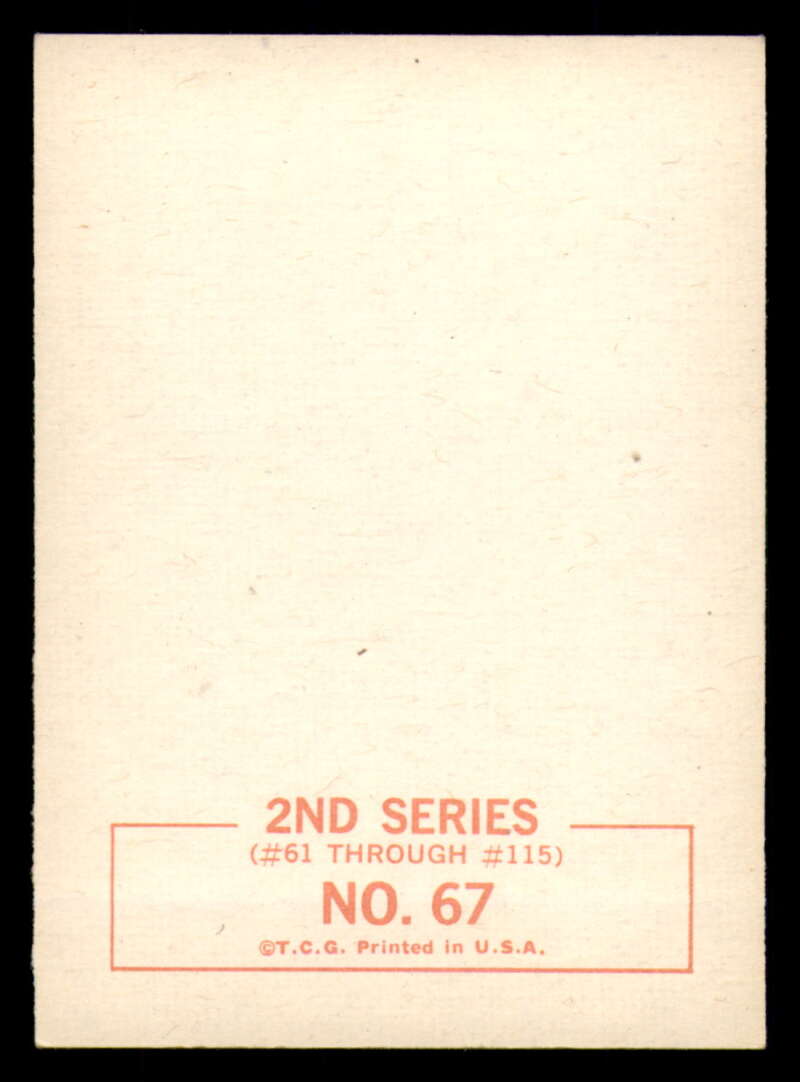 2ND SERIES
(#61 THROUGH #115)
NO. 67
©T.C.G. Printed in U.S.A.